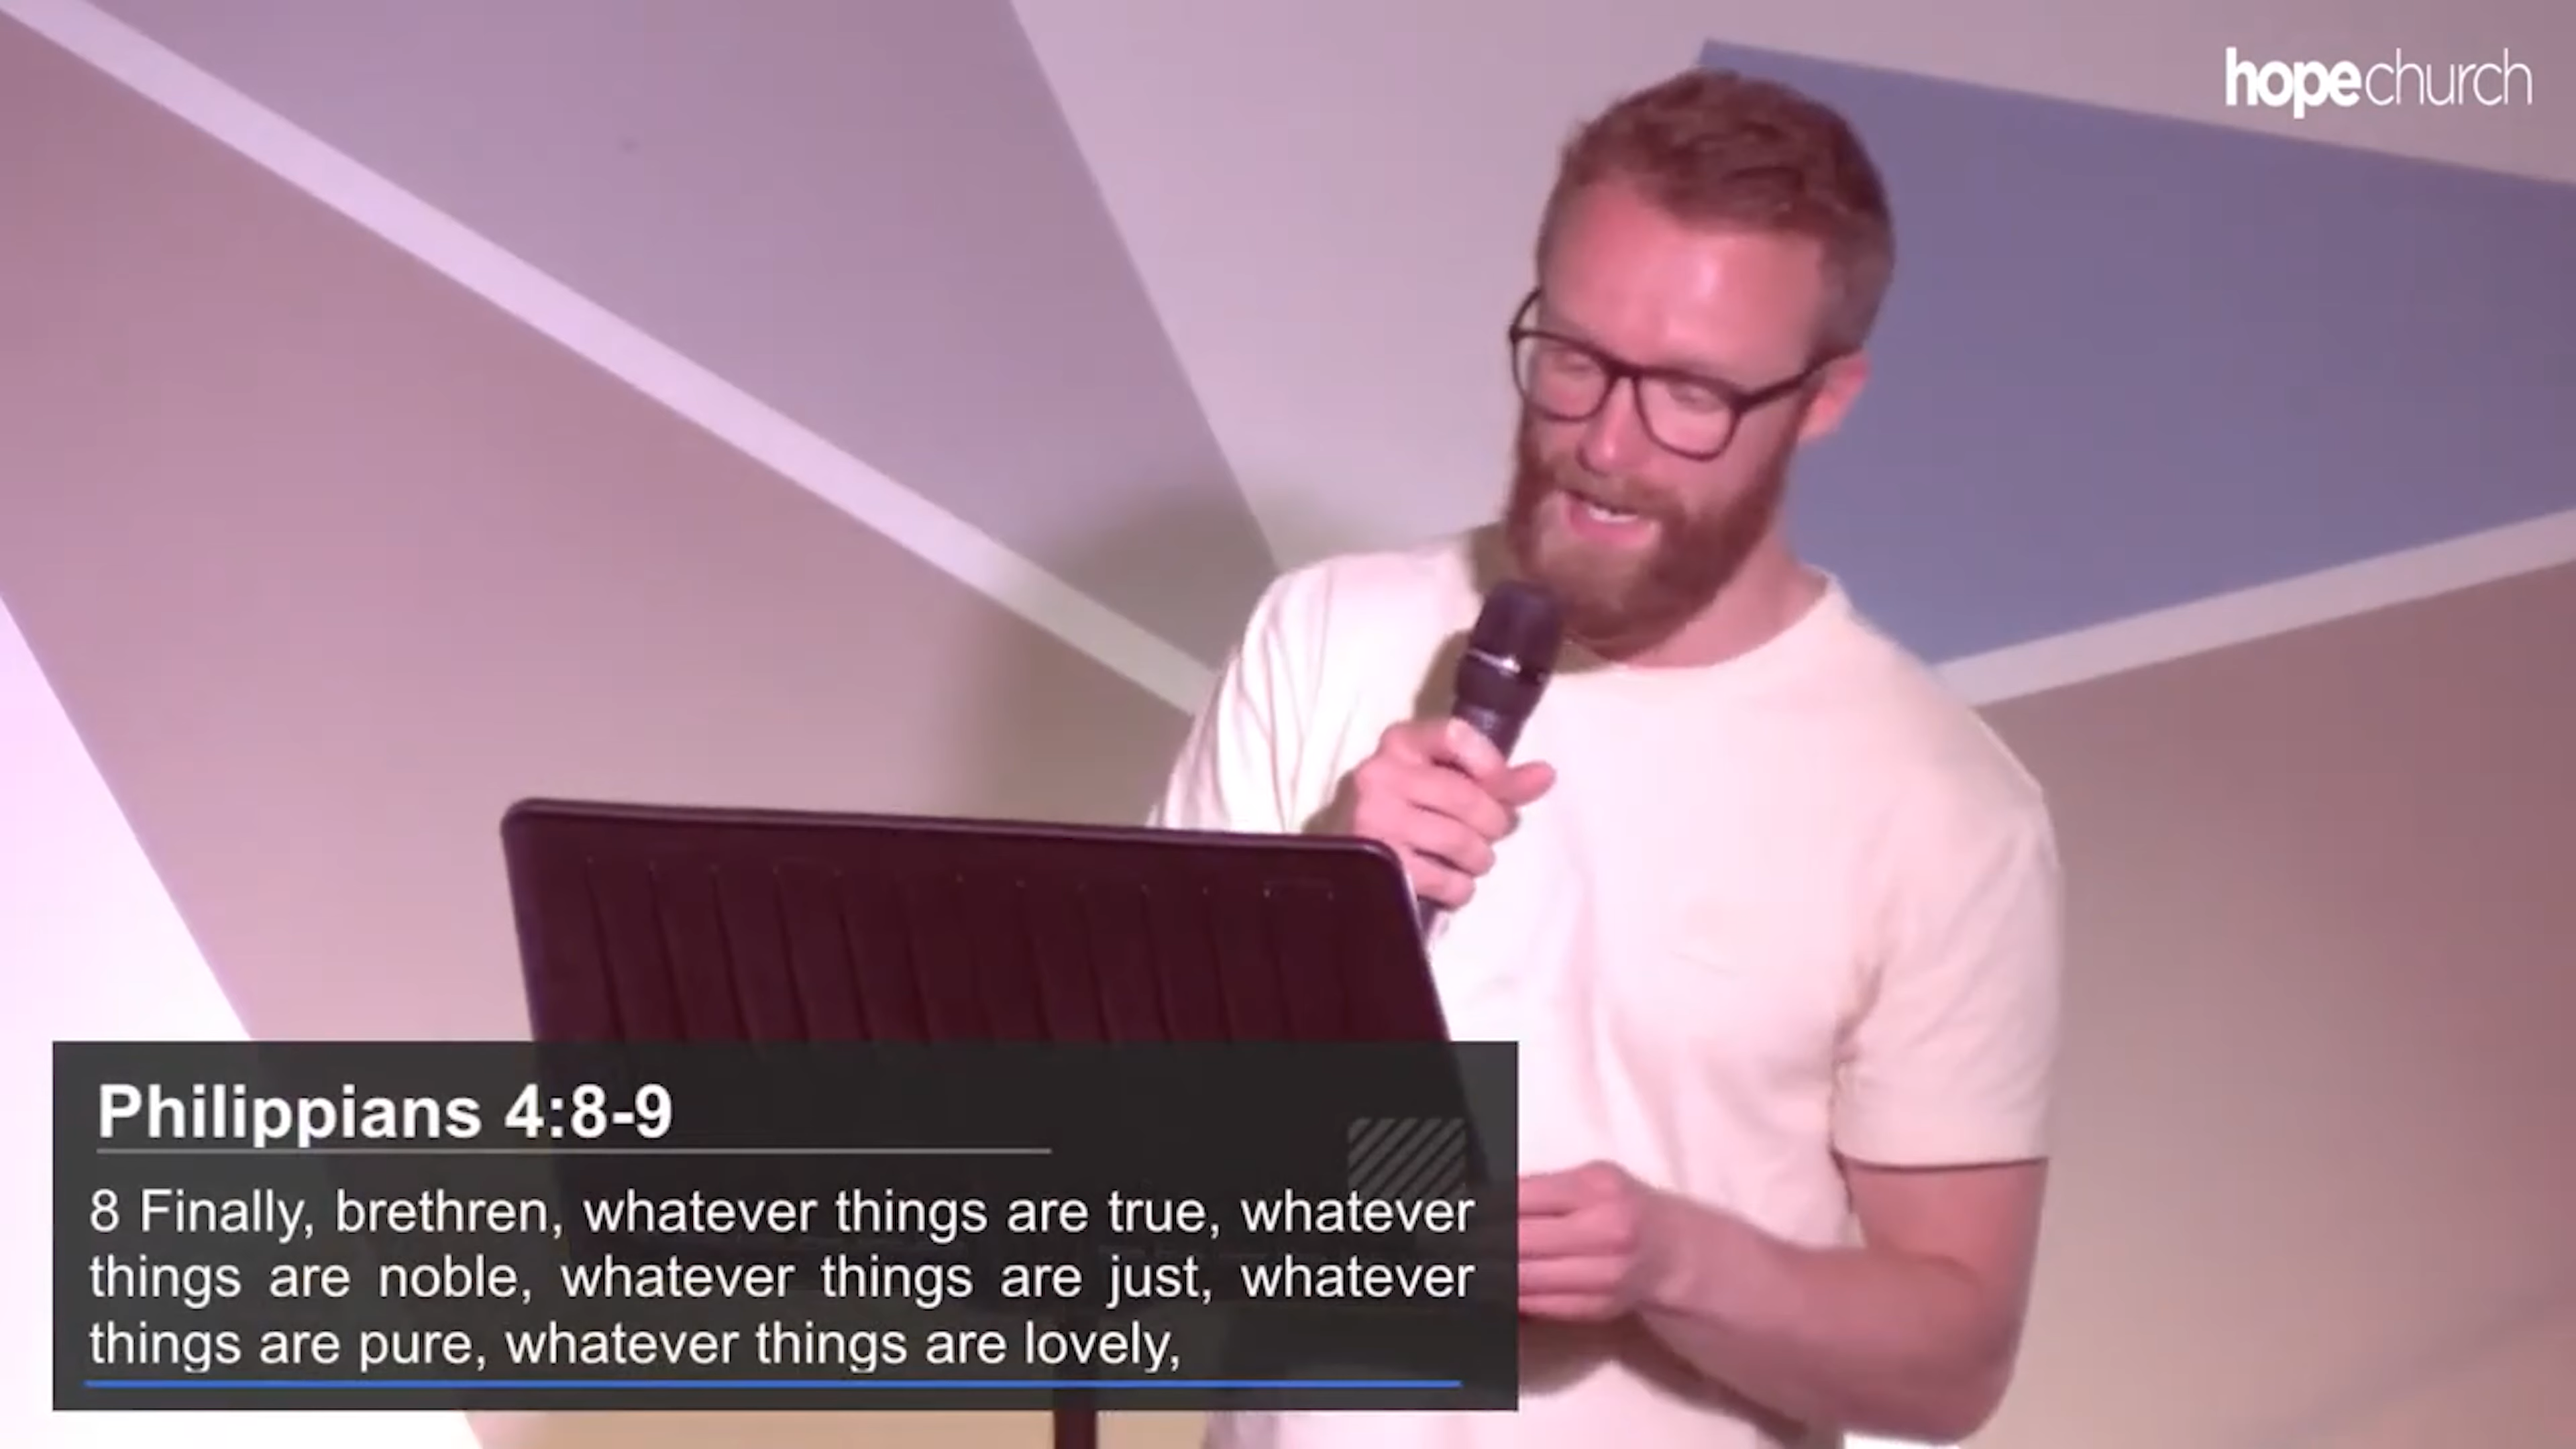 hopechurch
Philippians 4:8-9
8 Finally, brethren, whatever things are true, whatever
things are noble, whatever things are just, whatever
things are pure, whatever things are lovely,